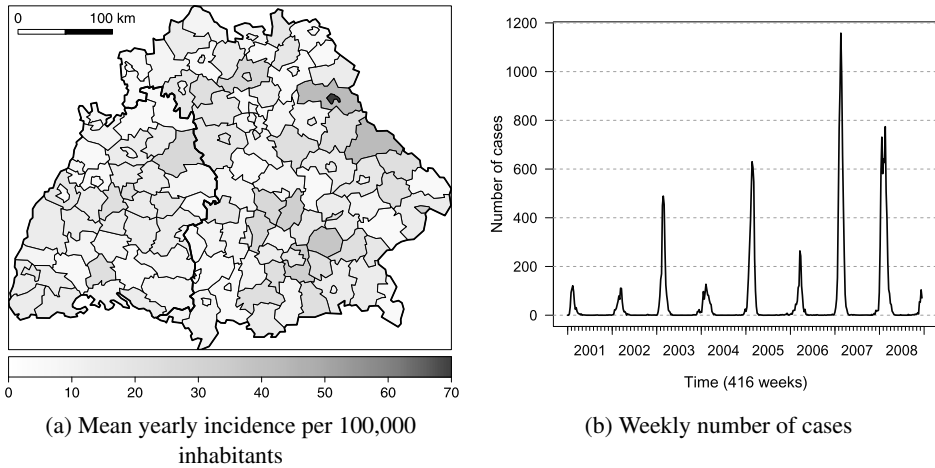 0 100 km
0 10 20 30 40 50 60 70
(a) Mean yearly incidence per 100,000
inhabitants
1200
1000
800
600
400
200
0
Number of cases
2001 2002 2003 2004 2005 2006 2007 2008
Time (416 weeks)
(b) Weekly number of cases